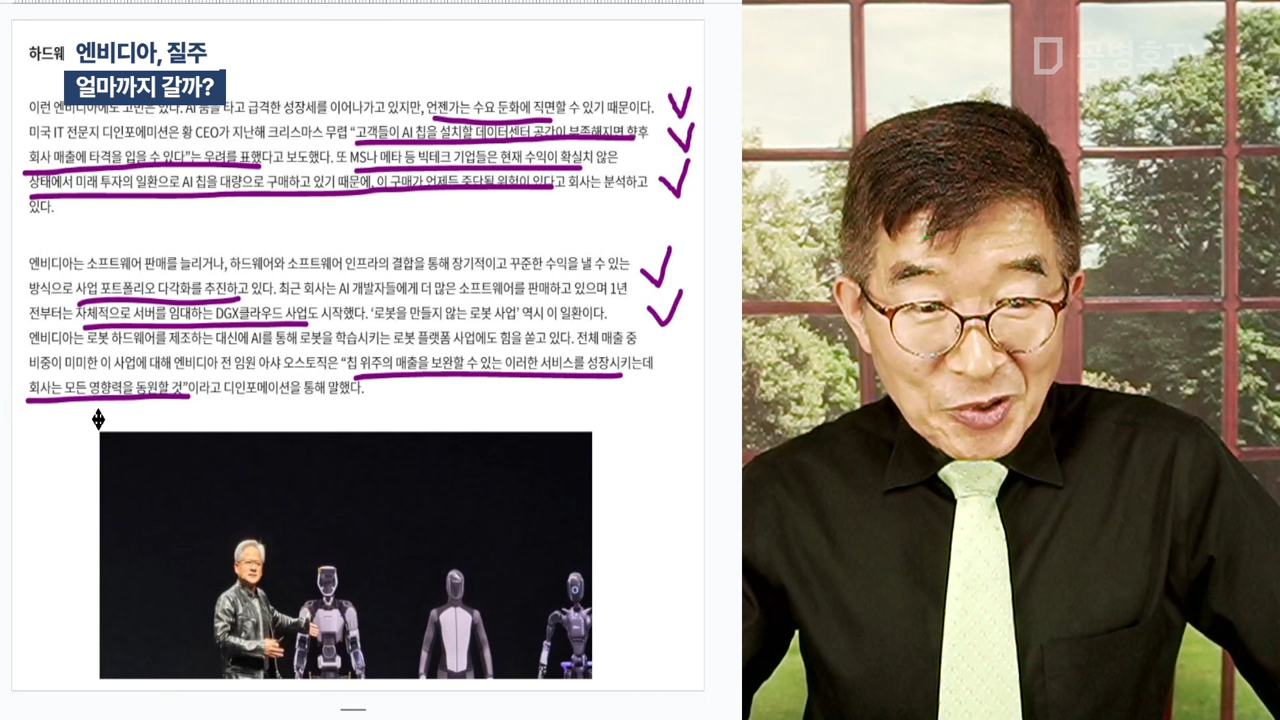 하드웨
엔비디아, 질주
얼마까지 갈까?
이런 엔비디아에도 고민은 있다. AI 붐을 타고 급격한 성장세를 이어나가고 있지만, 언젠가는 수요 둔화에 직면할 수 있기 때문이다.
미국 IT 전문지 디인포메이션은 황 CEO가 지난해 크리스마스 무렵 “고객들이 AI 칩을 설치할 데이터센터 공간이 부족해지면 향후
회사 매출에 타격을 입을 수 있다”는 우려를 표했다고 보도했다. 또 MS나 메타 등 빅테크 기업들은 현재 수익이 확실치 않은
상태에서 미래 투자의 일환으로 AI 칩을 대량으로 구매하고 있기 때문에, 이 구매가 언제든 중단될 위험이 있다고 회사는 분석하고
있다.
엔비디아는 소프트웨어 판매를 늘리거나, 하드웨어와 소프트웨어 인프라의 결합을 통해 장기적이고 꾸준한 수익을 낼 수 있는
방식으로 사업 포트폴리오 다각화를 추진하고 있다. 최근 회사는 AI 개발자들에게 더 많은 소프트웨어를 판매하고 있으며 1년
전부터는 자체적으로 서버를 임대하는 DGX클라우드 사업도 시작했다. ‘로봇을 만들지 않는 로봇 사업’ 역시 이 일환이다.
엔비디아는 로봇 하드웨어를 제조하는 대신에 AI를 통해 로봇을 학습시키는 로봇 플랫폼 사업에도 힘을 쏟고 있다. 전체 매출 중
비중이 미미한 이 사업에 대해 엔비디아 전 임원 아샤 오스토직은 “칩 위주의 매출을 보완할 수 있는 이러한 서비스를 성장시키는데
회사는 모든 영향력을 동원할 것”이라고 디인포메이션을 통해 말했다.
공병호TV